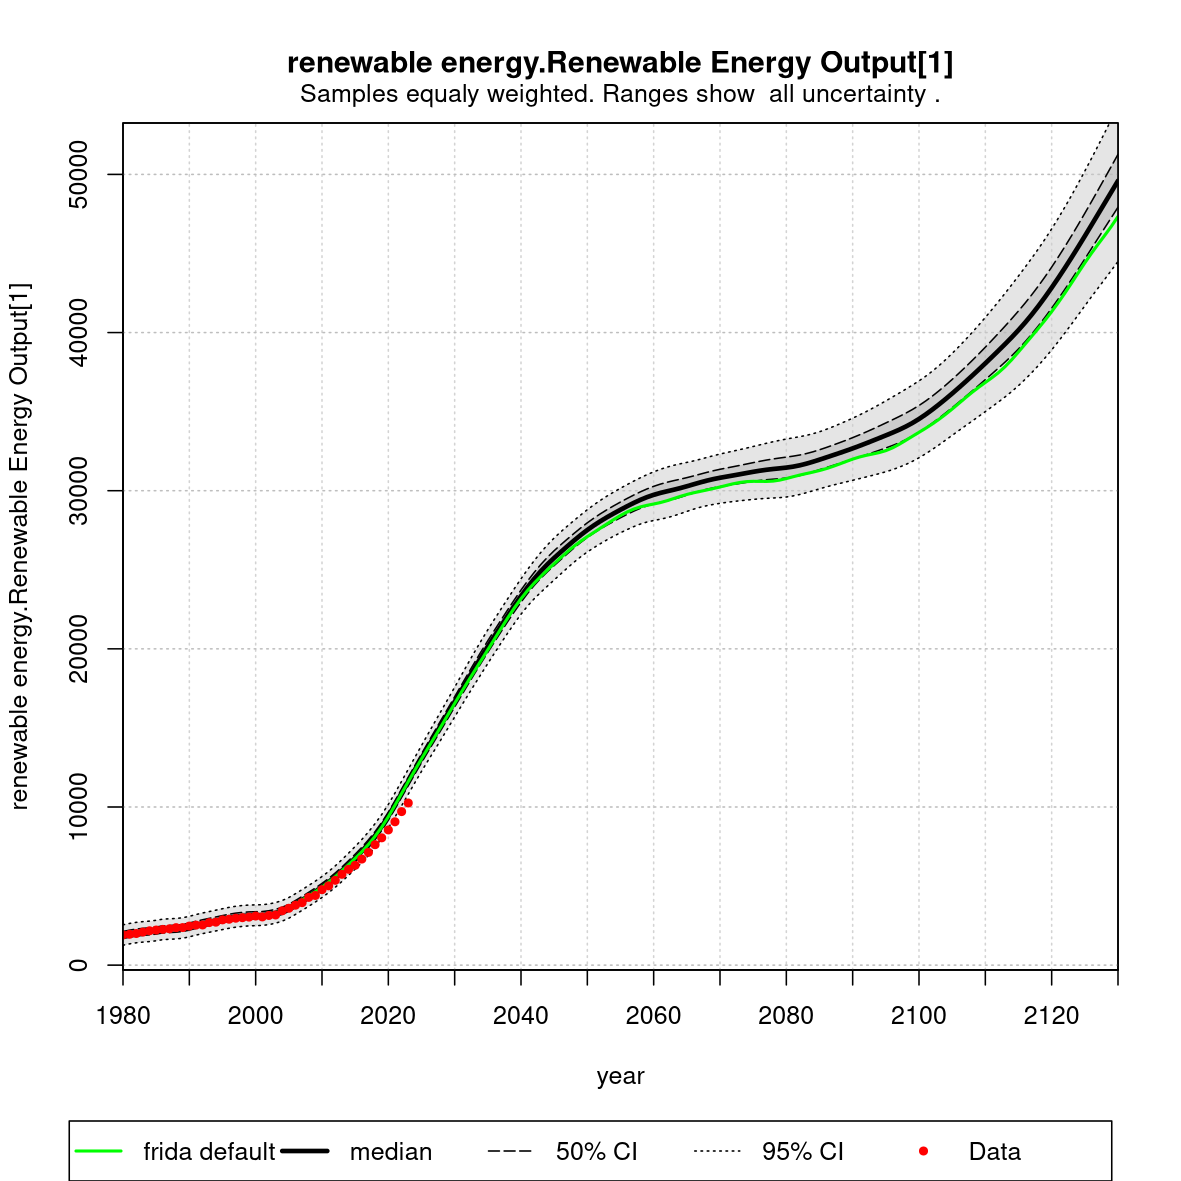 renewable energy.Renewable Energy Output[1]
Samples equaly weighted. Ranges show  all uncertainty .
renewable energy.Renewable Energy Output[1]
50000
40000
30000
20000
10000
0
1980 2000 2020 2040 2060 2080 2100 2120
year
frida default median 50% CI 95% CI Data